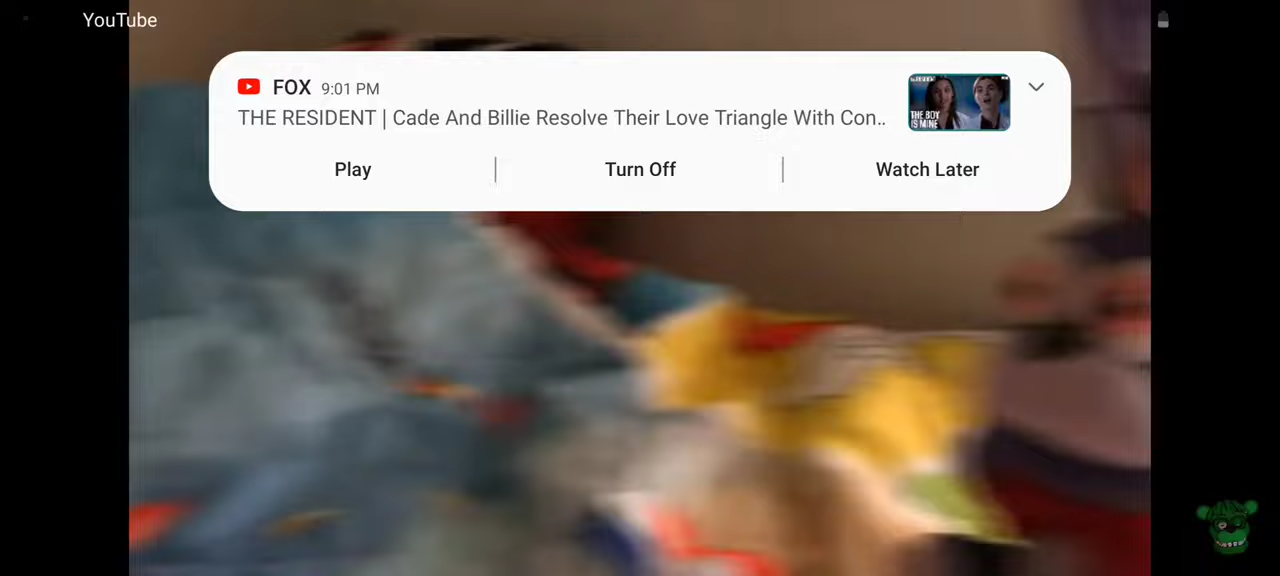 YouTube
FOX 9:01 PM
THE RESIDENT | Cade And Billie Resolve Their Love Triangle With Con..
THE BOY
IS MINE
Play | Turn Off | Watch Later